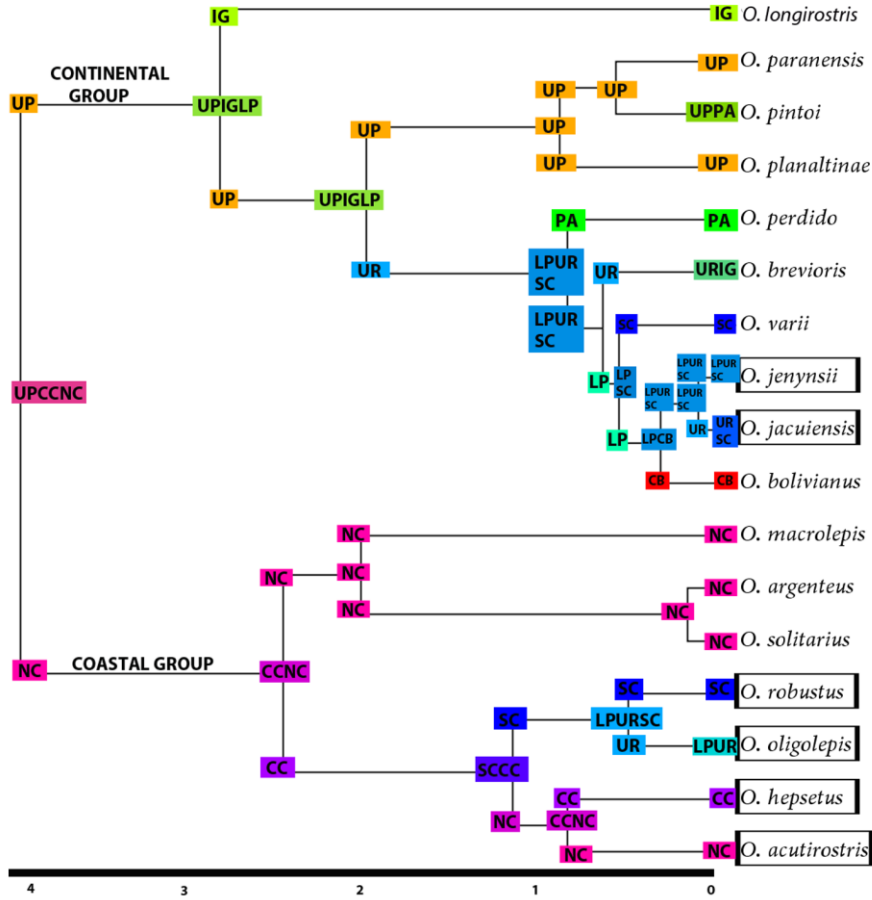 IG
IG O. longirostris
CONTINENTAL
GROUP
UP O. paranensis
UP
UP
UP
UPIGLP
UPPA O. pintoi
UP
UP
UP
UP O. planaltinae
UP
UPIGLP
PA
PA O. perdido
UR
LPUR
SC
UR
URIG O. brevioris
LPUR
SC
SC
SC O. varii
LP
LP
SC
LPUR
SC
LPUR
SC
LPUR
SC
LPUR
SC
O. jenynsii
UPCCNC
LP
LPCB
UR
UR
SC
O. jacuiensis
CB
CB O. bolivianus
NC
NC O. macrolepis
NC
NC
NC
NC
NC O. argenteus
NC O. solitarius
NC
COASTAL GROUP
CCNC
SC
SC O. robustus
SC
LPURSC
UR
LPUR O. oligolepis
CC
SCCC
CC
CC O. hepsetus
NC
CCNC
NC
NC O. acutirostris
4 3 2 1 0